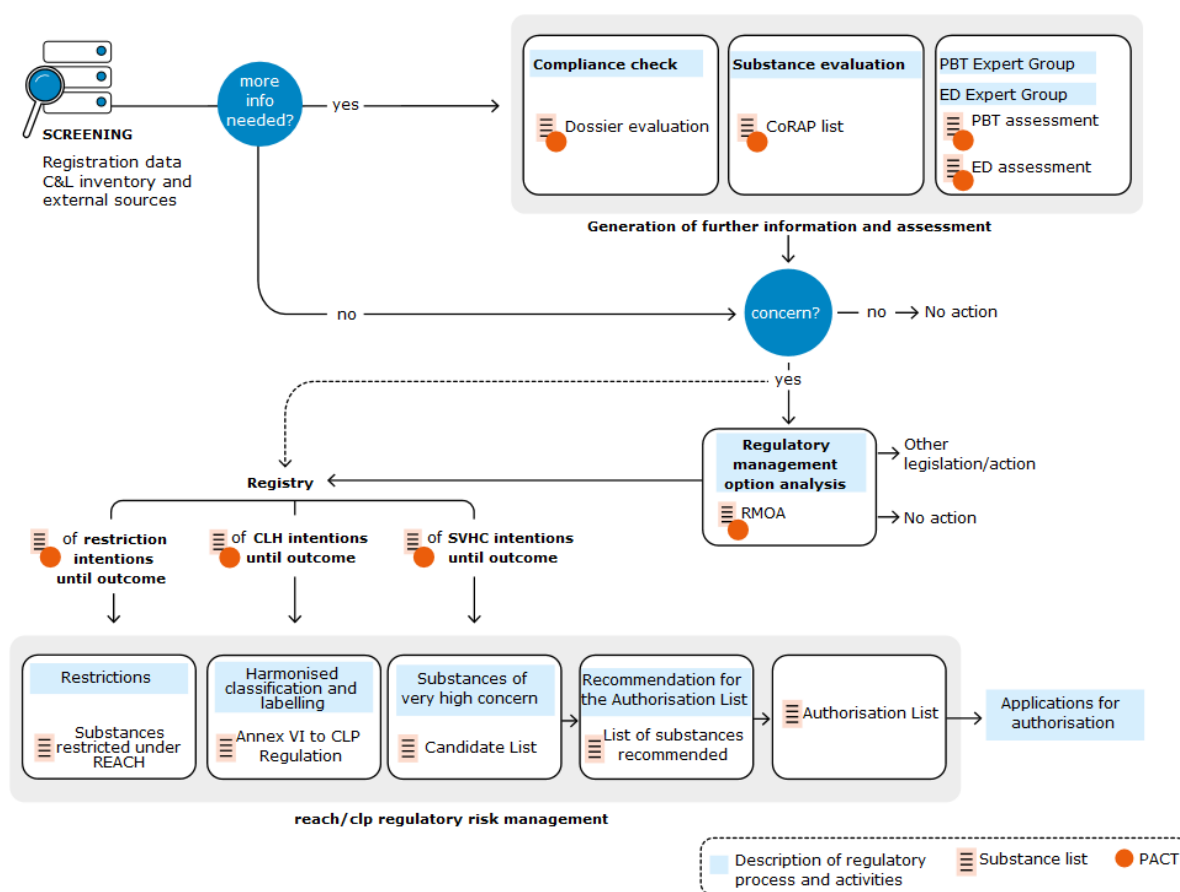 SCREENING
Registration data
C&L inventory and
external sources
more
info
needed?
yes
Compliance check
Dossier evaluation
Substance evaluation
CoRAP list
PBT Expert Group
ED Expert Group
PBT assessment
ED assessment
Generation of further information and assessment
no
concern?
no
No action
yes
Regulatory
management
option analysis
RMOA
Other
legislation/action
No action
Registry
of restriction
intentions
until outcome
of CLH intentions
until outcome
of SVHC intentions
until outcome
Restrictions
Substances
restricted under
REACH
Harmonised
classification and
labelling
Annex VI to CLP
Regulation
Substances of
very high concern
Candidate List
Recommendation for
the Authorisation List
List of substances
recommended
Authorisation List
Applications for
authorisation
reach/clp regulatory risk management
Description of regulatory
process and activities
Substance list
PACT